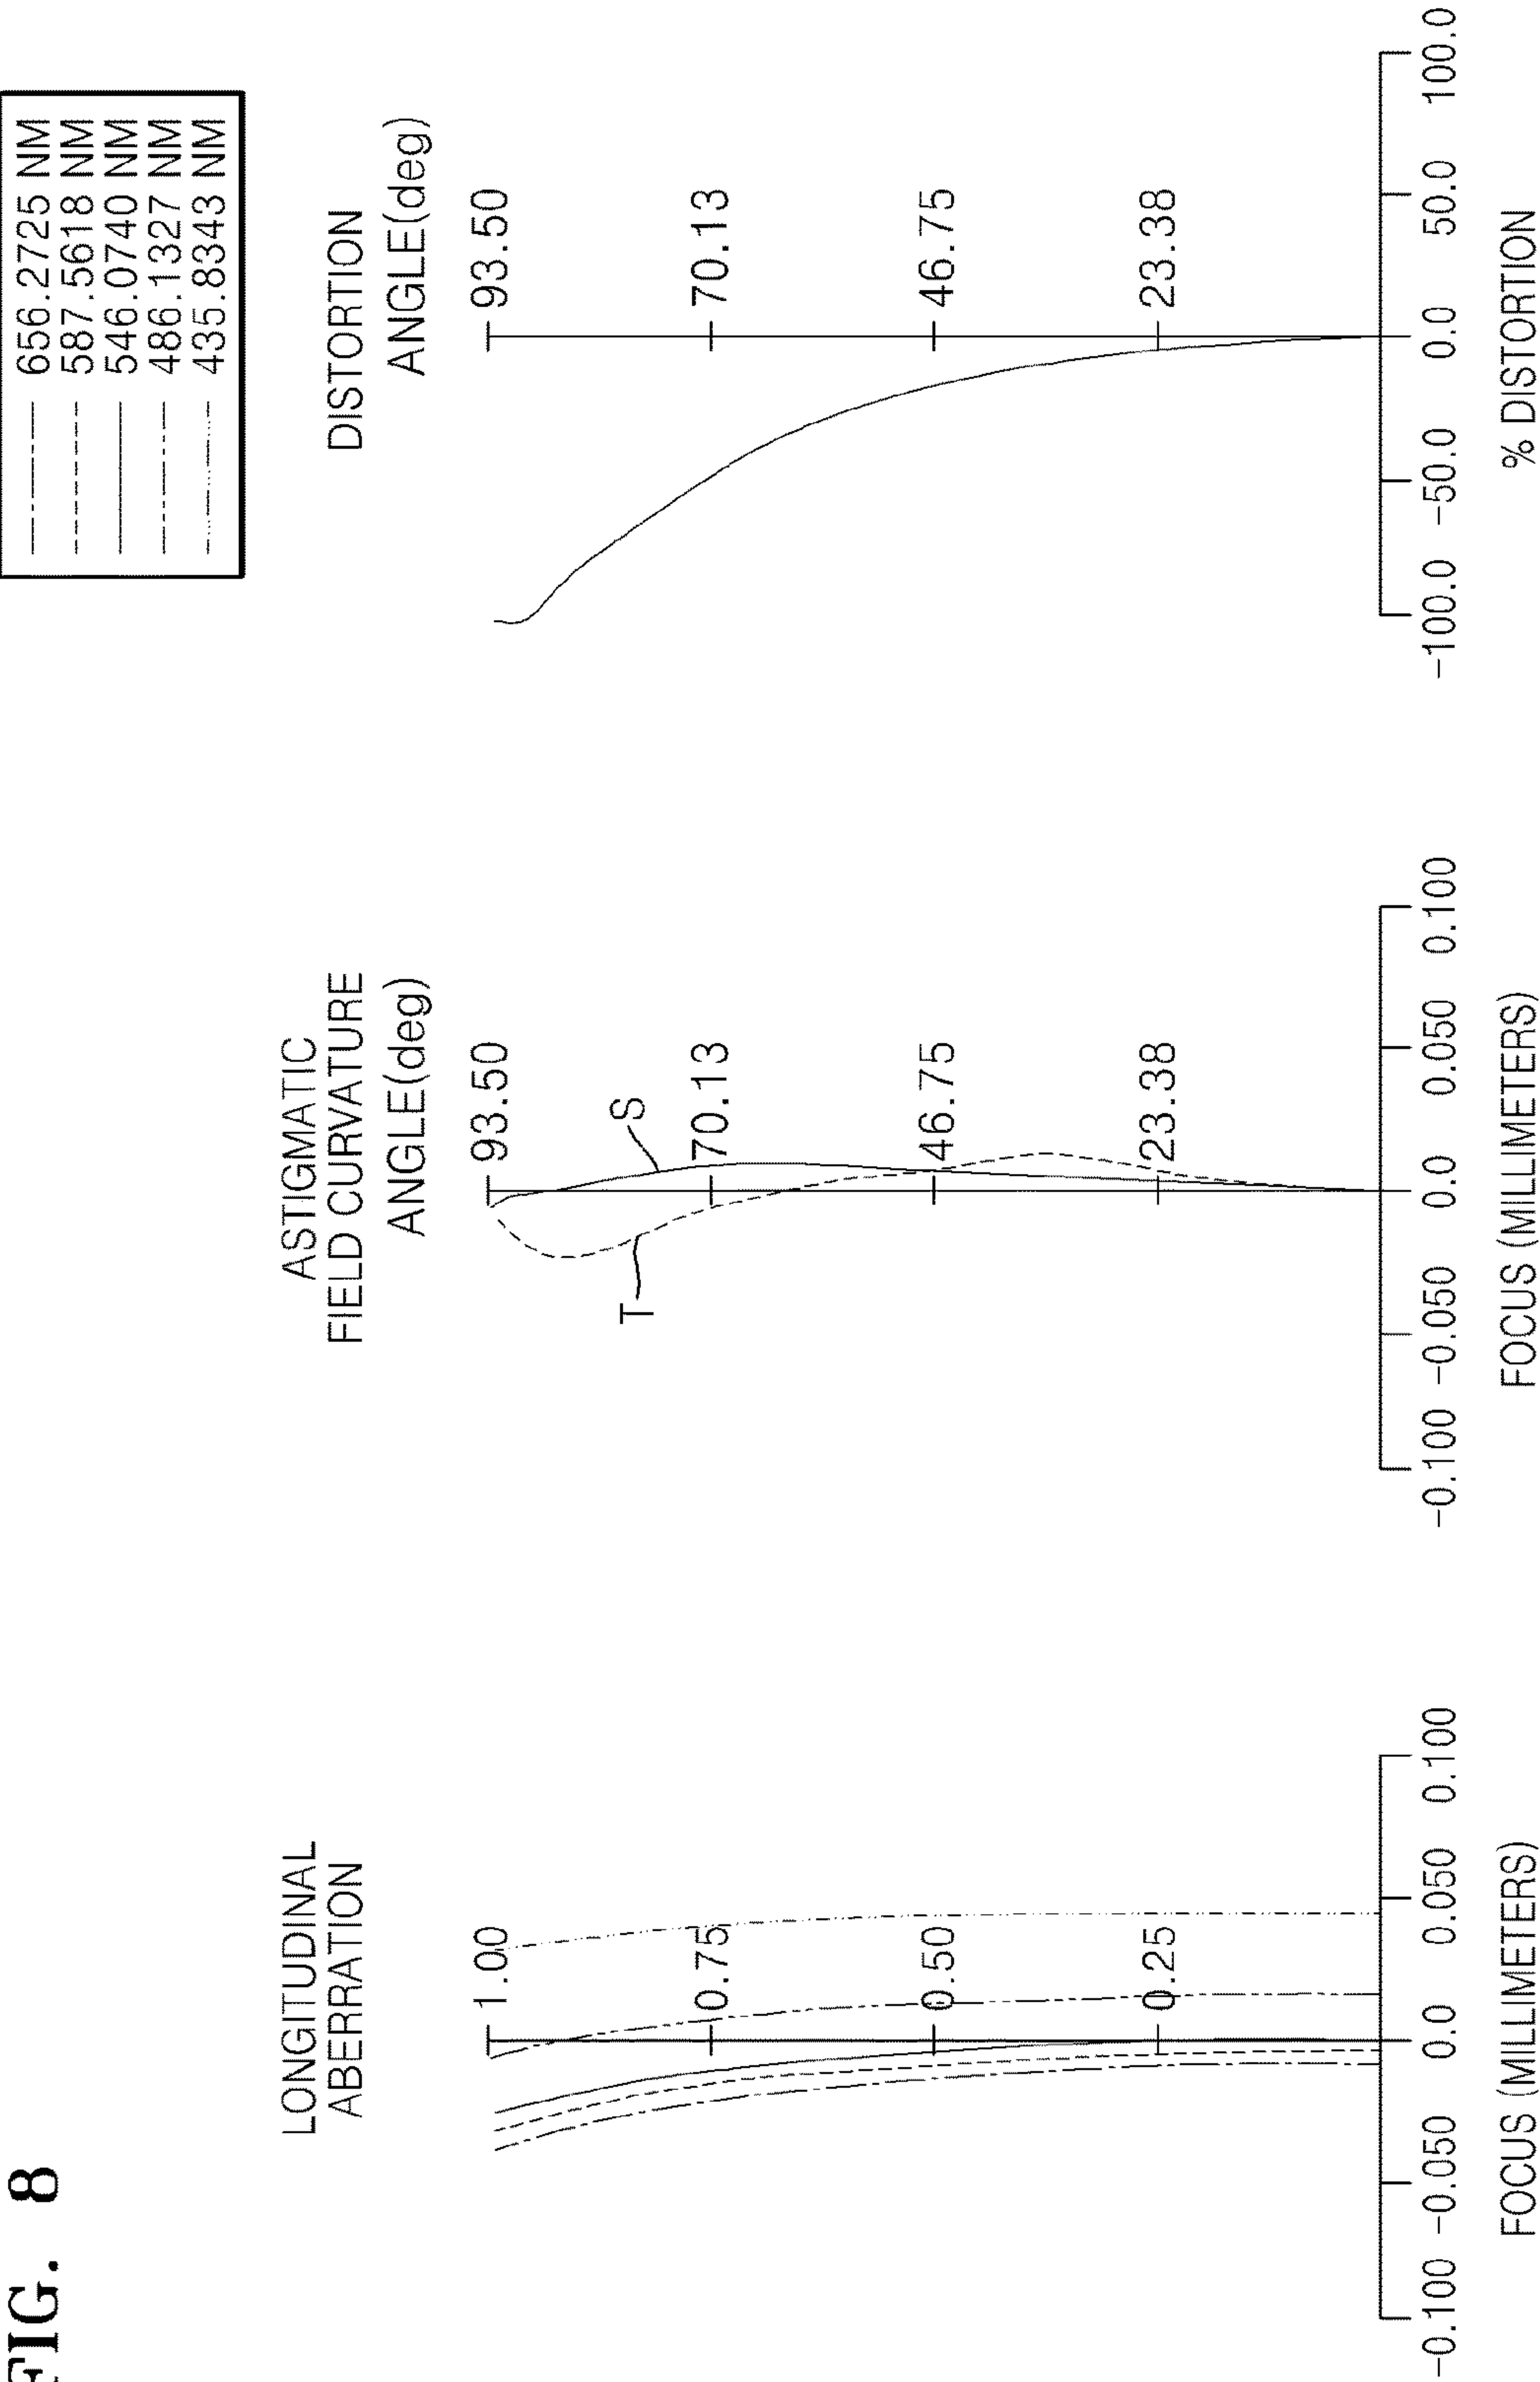 FIG. 8
656.2725 NM
587.5618 NM
546.0740 NM
486.1327 NM
435.8343 NM
LONGITUDINAL
ABERRATION
1.00
0.75
0.50
0.25
-0.100 -0.050 0.0 0.050 0.100
FOCUS (MILLIMETERS)
ASTIGMATIC
FIELD CURVATURE
ANGLE(deg)
93.50
S
T
70.13
46.75
23.38
-0.100 -0.050 0.0 0.050 0.100
FOCUS (MILLIMETERS)
DISTORTION
ANGLE(deg)
93.50
70.13
46.75
23.38
-100.0 -50.0 0.0 50.0 100.0
% DISTORTION